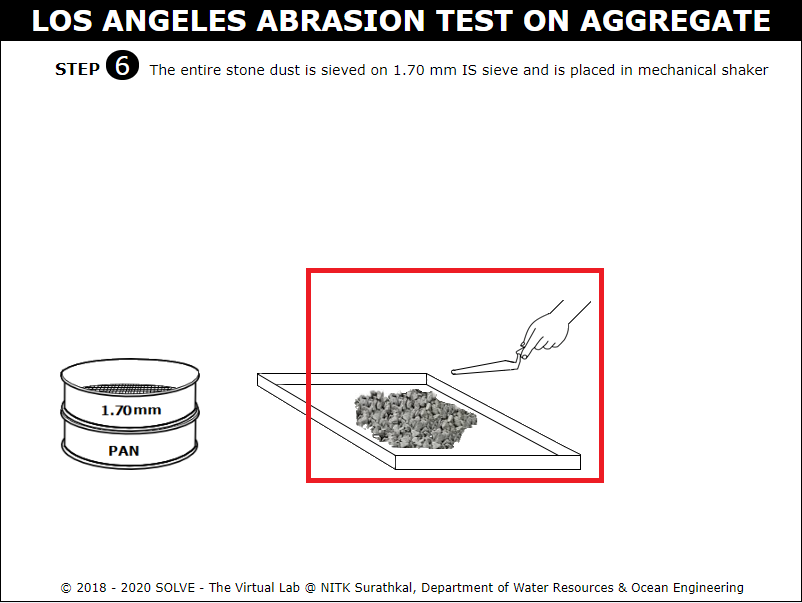 LOS ANGELES ABRASION TEST ON AGGREGATE
STEP 6 The entire stone dust is sieved on 1.70 mm IS sieve and is placed in mechanical shaker
1.70mm
PAN
© 2018 - 2020 SOLVE - The Virtual Lab @ NITK Surathkal, Department of Water Resources & Ocean Engineering